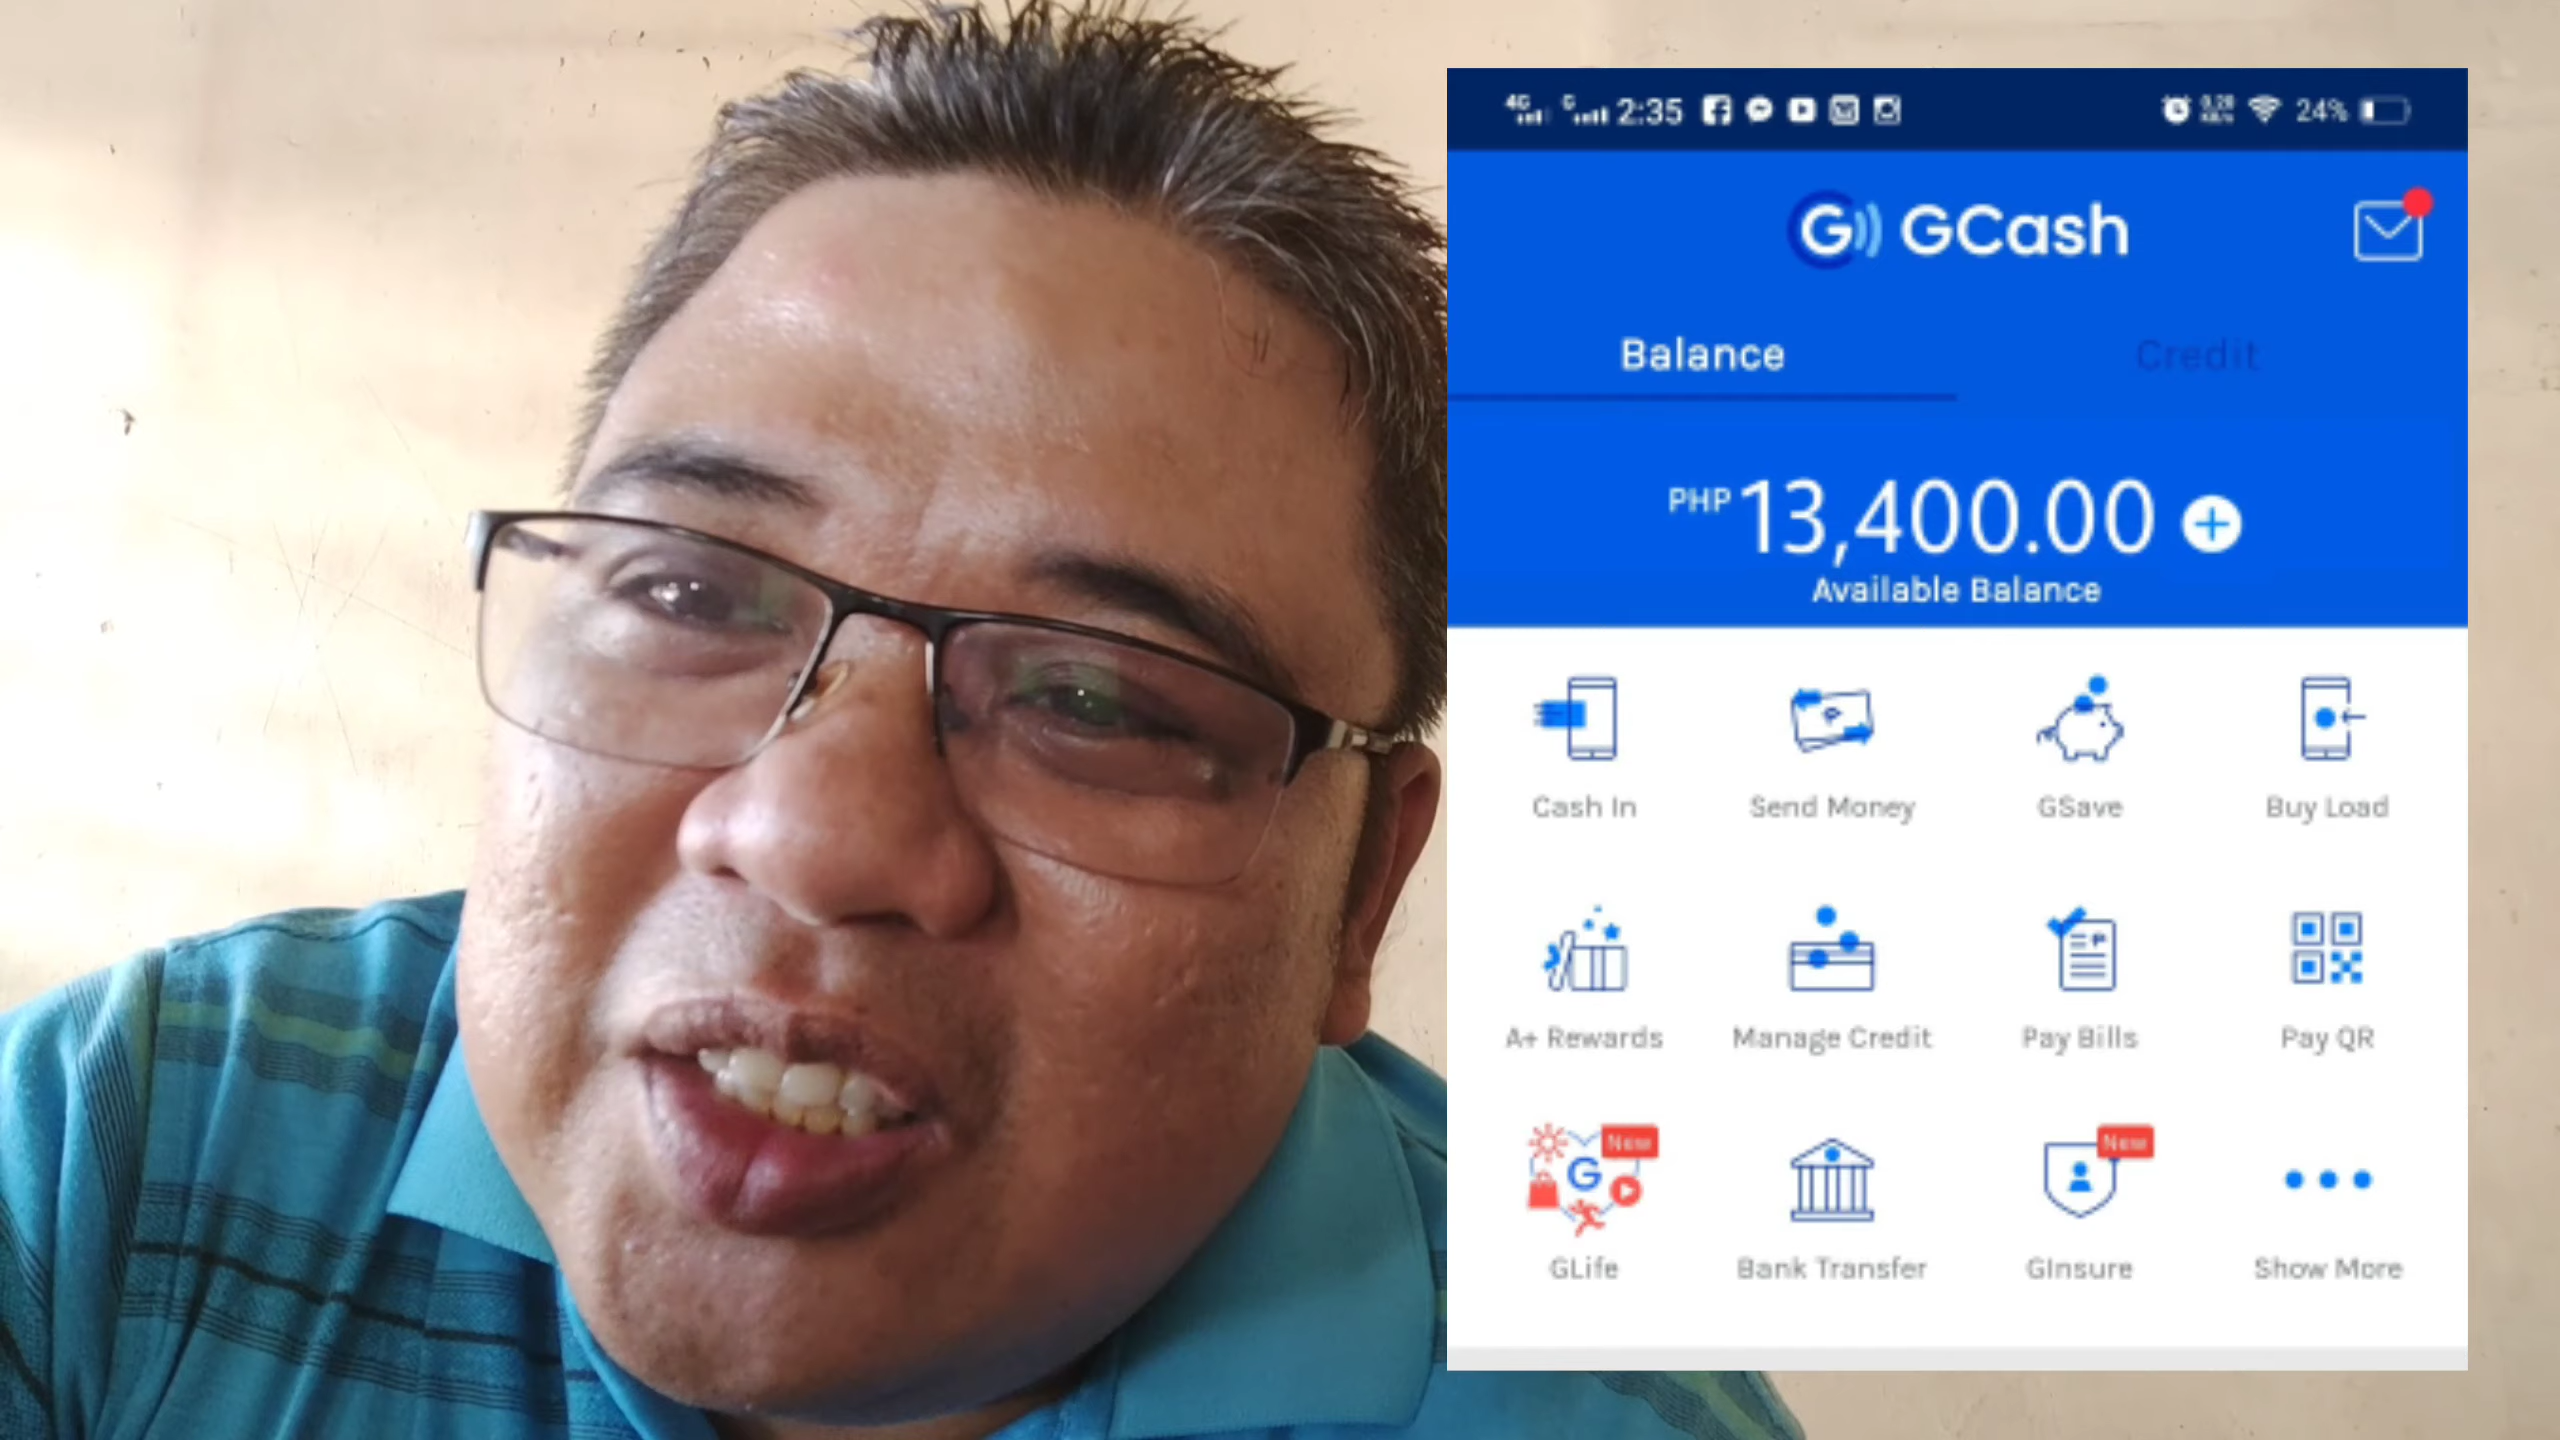 4G G 2:35 24%
G GCash
Balance Credit
PHP 13,400.00
Available Balance
Cash In Send Money GSave Buy Load
A+ Rewards Manage Credit Pay Bills Pay QR
New New
GLife Bank Transfer GInsure Show More